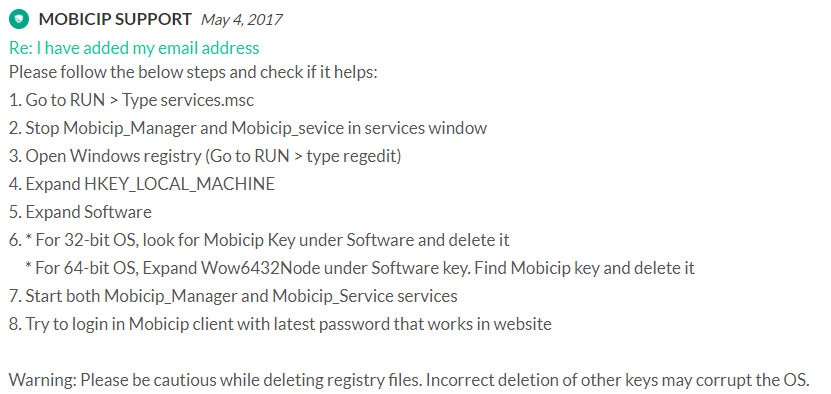 MOBICIP SUPPORT May 4, 2017
Re: I have added my email address
Please follow the below steps and check if it helps:
1. Go to RUN > Type services.msc
2. Stop Mobicip_Manager and Mobicip_sevice in services window
3. Open Windows registry (Go to RUN > type regedit)
4. Expand HKEY_LOCAL_MACHINE
5. Expand Software
6. * For 32-bit OS, look for Mobicip Key under Software and delete it
* For 64-bit OS, Expand Wow6432Node under Software key. Find Mobicip key and delete it
7. Start both Mobicip_Manager and Mobicip_Service services
8. Try to login in Mobicip client with latest password that works in website
Warning: Please be cautious while deleting registry files. Incorrect deletion of other keys may corrupt the OS.